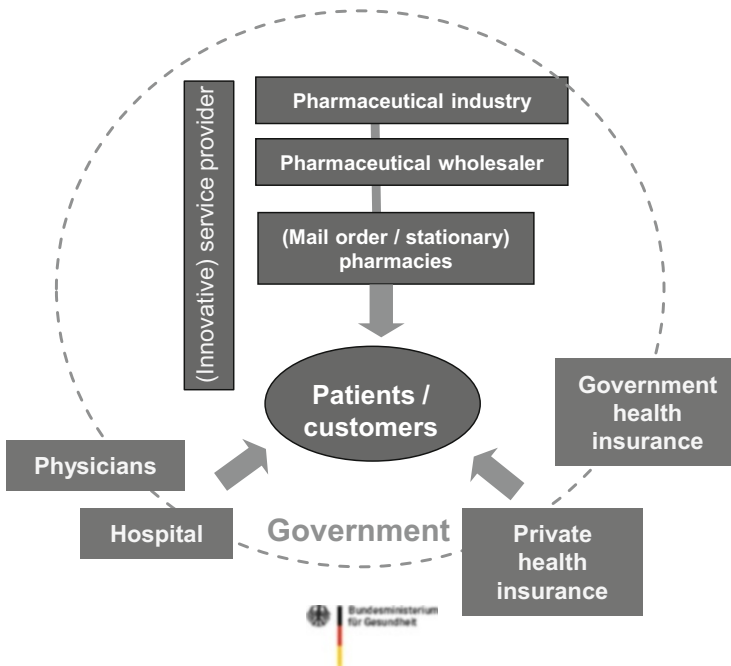 Pharmaceutical industry
Pharmaceutical wholesaler
(Mail order / stationary)
pharmacies
(Innovative) service provider
Patients /
customers
Government
health
insurance
Physicians
Hospital
Government
Private
health
insurance
Bundesministerium
für Gesundheit